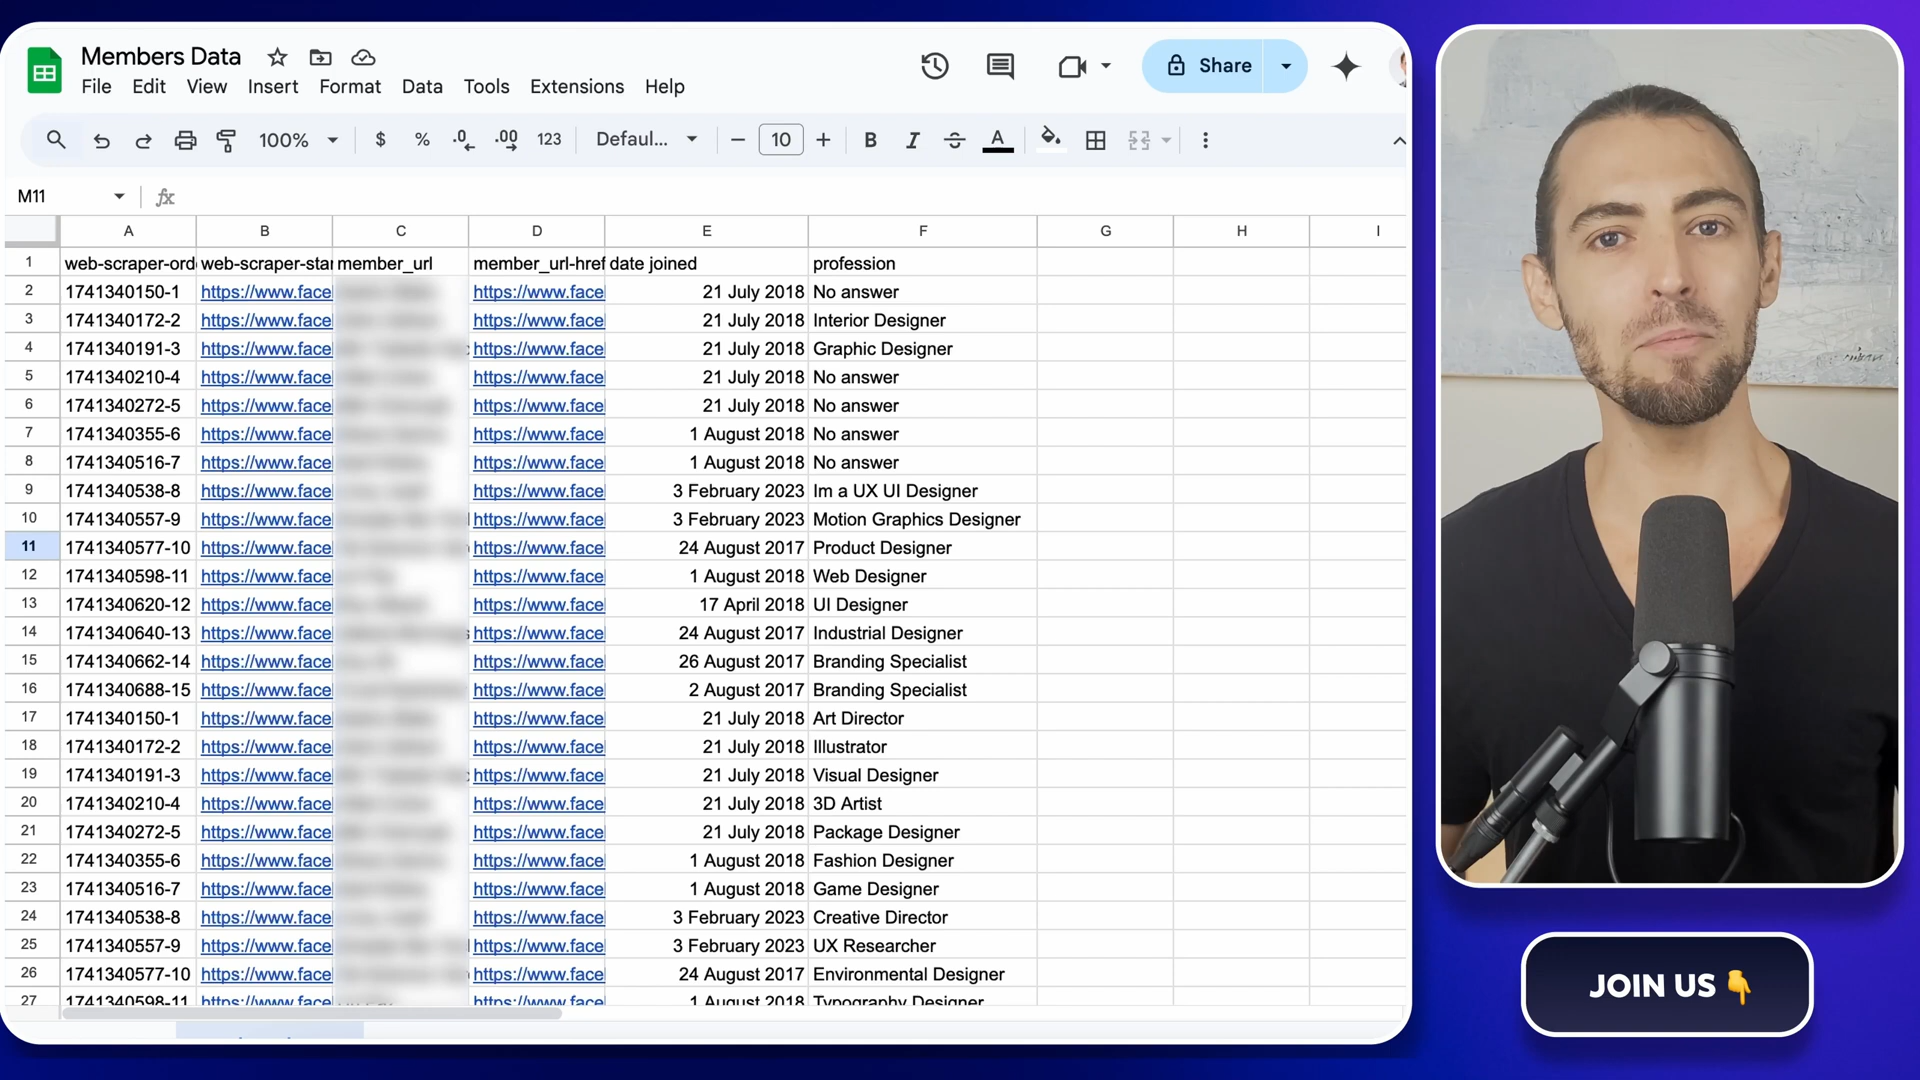 Members Data
File Edit View Insert Format Data Tools Extensions Help
Share
100% $ % .0 .00 123 Defaul... 10 B I A
M11 fx
A B C D E F G H I
1 web-scraper-ord web-scraper-star member_url member_url-href date joined profession
2 1741340150-1 https://www.face https://www.face 21 July 2018 No answer
3 1741340172-2 https://www.face https://www.face 21 July 2018 Interior Designer
4 1741340191-3 https://www.face https://www.face 21 July 2018 Graphic Designer
5 1741340210-4 https://www.face https://www.face 21 July 2018 No answer
6 1741340272-5 https://www.face https://www.face 21 July 2018 No answer
7 1741340355-6 https://www.face https://www.face 1 August 2018 No answer
8 1741340516-7 https://www.face https://www.face 1 August 2018 No answer
9 1741340538-8 https://www.face https://www.face 3 February 2023 Im a UX UI Designer
10 1741340557-9 https://www.face https://www.face 3 February 2023 Motion Graphics Designer
11 1741340577-10 https://www.face https://www.face 24 August 2017 Product Designer
12 1741340598-11 https://www.face https://www.face 1 August 2018 Web Designer
13 1741340620-12 https://www.face https://www.face 17 April 2018 UI Designer
14 1741340640-13 https://www.face https://www.face 24 August 2017 Industrial Designer
15 1741340662-14 https://www.face https://www.face 26 August 2017 Branding Specialist
16 1741340688-15 https://www.face https://www.face 2 August 2017 Branding Specialist
17 1741340150-1 https://www.face https://www.face 21 July 2018 Art Director
18 1741340172-2 https://www.face https://www.face 21 July 2018 Illustrator
19 1741340191-3 https://www.face https://www.face 21 July 2018 Visual Designer
20 1741340210-4 https://www.face https://www.face 21 July 2018 3D Artist
21 1741340272-5 https://www.face https://www.face 21 July 2018 Package Designer
22 1741340355-6 https://www.face https://www.face 1 August 2018 Fashion Designer
23 1741340516-7 https://www.face https://www.face 1 August 2018 Game Designer
24 1741340538-8 https://www.face https://www.face 3 February 2023 Creative Director
25 1741340557-9 https://www.face https://www.face 3 February 2023 UX Researcher
26 1741340577-10 https://www.face https://www.face 24 August 2017 Environmental Designer
27 1741340598-11 https://www.face https://www.face 1 August 2018 Typography Designer
JOIN US 👇